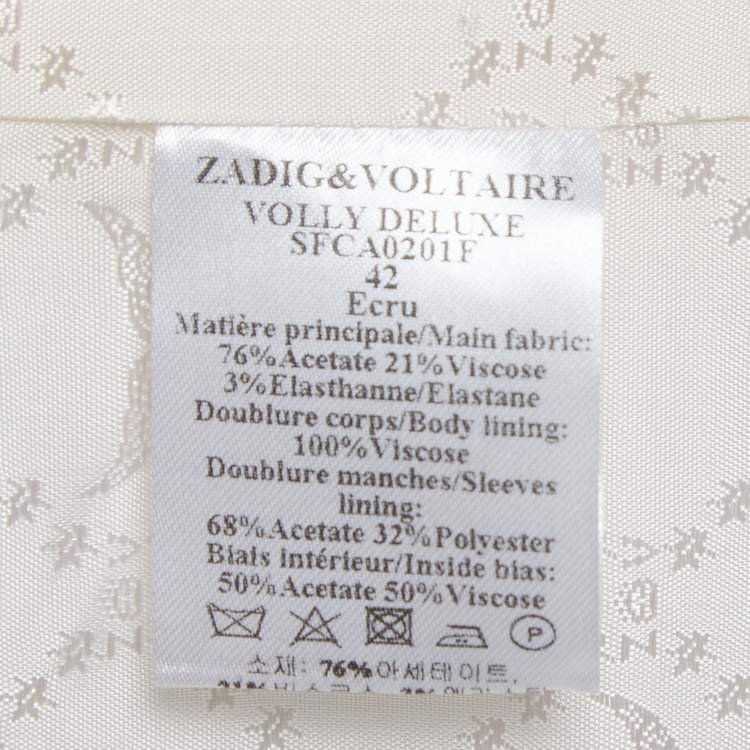 ZADIG&VOLTAIRE
VOLLY DELUXE
SFCA0201F
42
Ecru
Matière principale/Main fabric:
76%Acetate 21%Viscose
3%Elasthanne/Elastane
Doublure corps/Body lining:
100%Viscose
Doublure manches/Sleeves
lining:
68%Acetate 32%Polyester
Biais intérieur/Inside bias:
50%Acetate 50%Viscose
P
소재: 76%아세테이트,